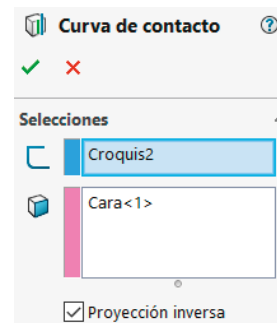 Curva de contacto
Selecciones
Croquis2
Cara<1>
Proyección inversa